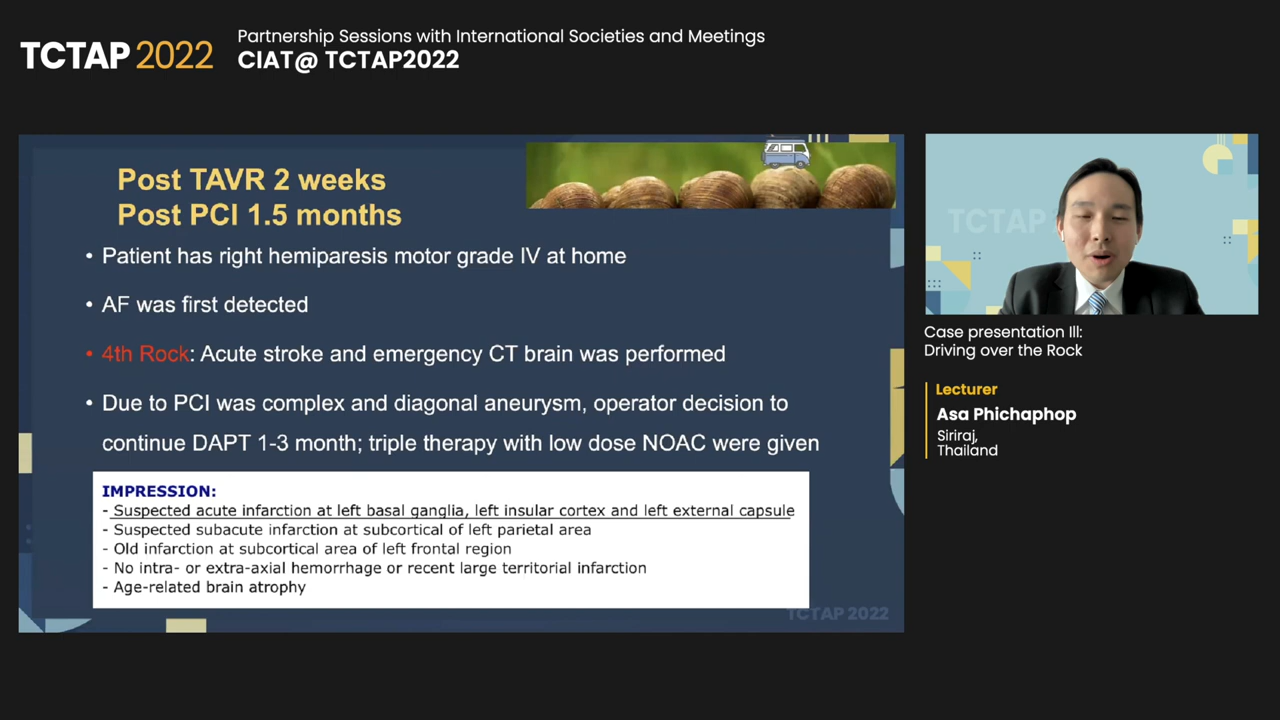 TCTAP 2022
Partnership Sessions with International Societies and Meetings
CIAT@ TCTAP2022
Post TAVR 2 weeks
Post PCI 1.5 months
• Patient has right hemiparesis motor grade IV at home
• AF was first detected
• 4th Rock: Acute stroke and emergency CT brain was performed
• Due to PCI was complex and diagonal aneurysm, operator decision to
continue DAPT 1-3 month; triple therapy with low dose NOAC were given
IMPRESSION:
- Suspected acute infarction at left basal ganglia, left insular cortex and left external capsule
- Suspected subacute infarction at subcortical of left parietal area
- Old infarction at subcortical area of left frontal region
- No intra- or extra-axial hemorrhage or recent large territorial infarction
- Age-related brain atrophy
TCTAP 2022
TCTAP
Case presentation III:
Driving over the Rock
Lecturer
Asa Phichaphop
Siriraj,
Thailand